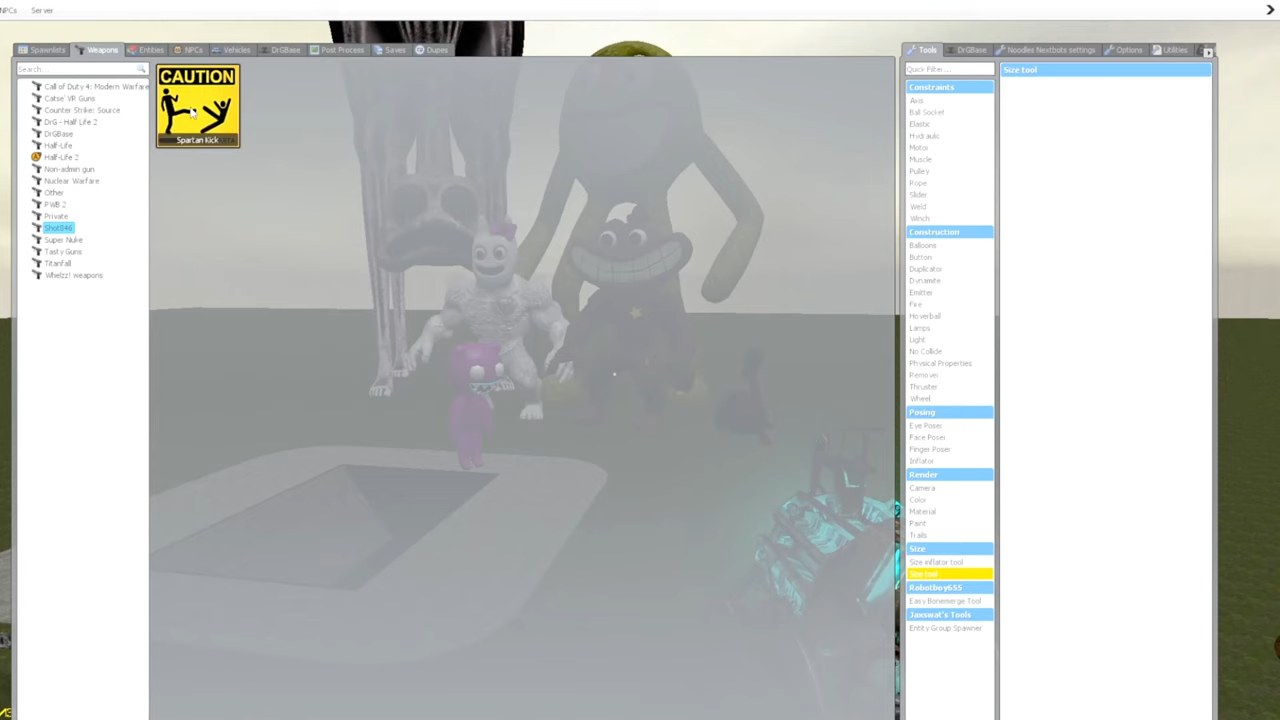 NPCs Server
Spawnlists Weapons Entities NPCs Vehicles DrGBase Post Process Saves Dupes
Search...
Call of Duty 4: Modern Warfare
Catse' VR Guns
Counter Strike: Source
DrG - Half Life 2
DrGBase
Half-Life
Half-Life 2
Non-admin gun
Nuclear Warfare
Other
PWB 2
Private
Shot846
Super Nuke
Tasty Guns
Titanfall
Whelzz! weapons
CAUTION
Spartan Kick
Tools DrGBase Noodles Nextbots settings Options Utilities
Quick Filter...
Constraints
Axis
Ball Socket
Elastic
Hydraulic
Motor
Muscle
Pulley
Rope
Slider
Weld
Winch
Construction
Balloons
Button
Duplicator
Dynamite
Emitter
Fire
Hoverball
Lamps
Light
No Collide
Physical Properties
Remover
Thruster
Wheel
Posing
Eye Poser
Face Poser
Finger Poser
Inflator
Render
Camera
Color
Material
Paint
Trails
Size
Size inflator tool
Size tool
Robotboy655
Easy Bonemerge Tool
Jaxswat's Tools
Entity Group Spawner
Size tool